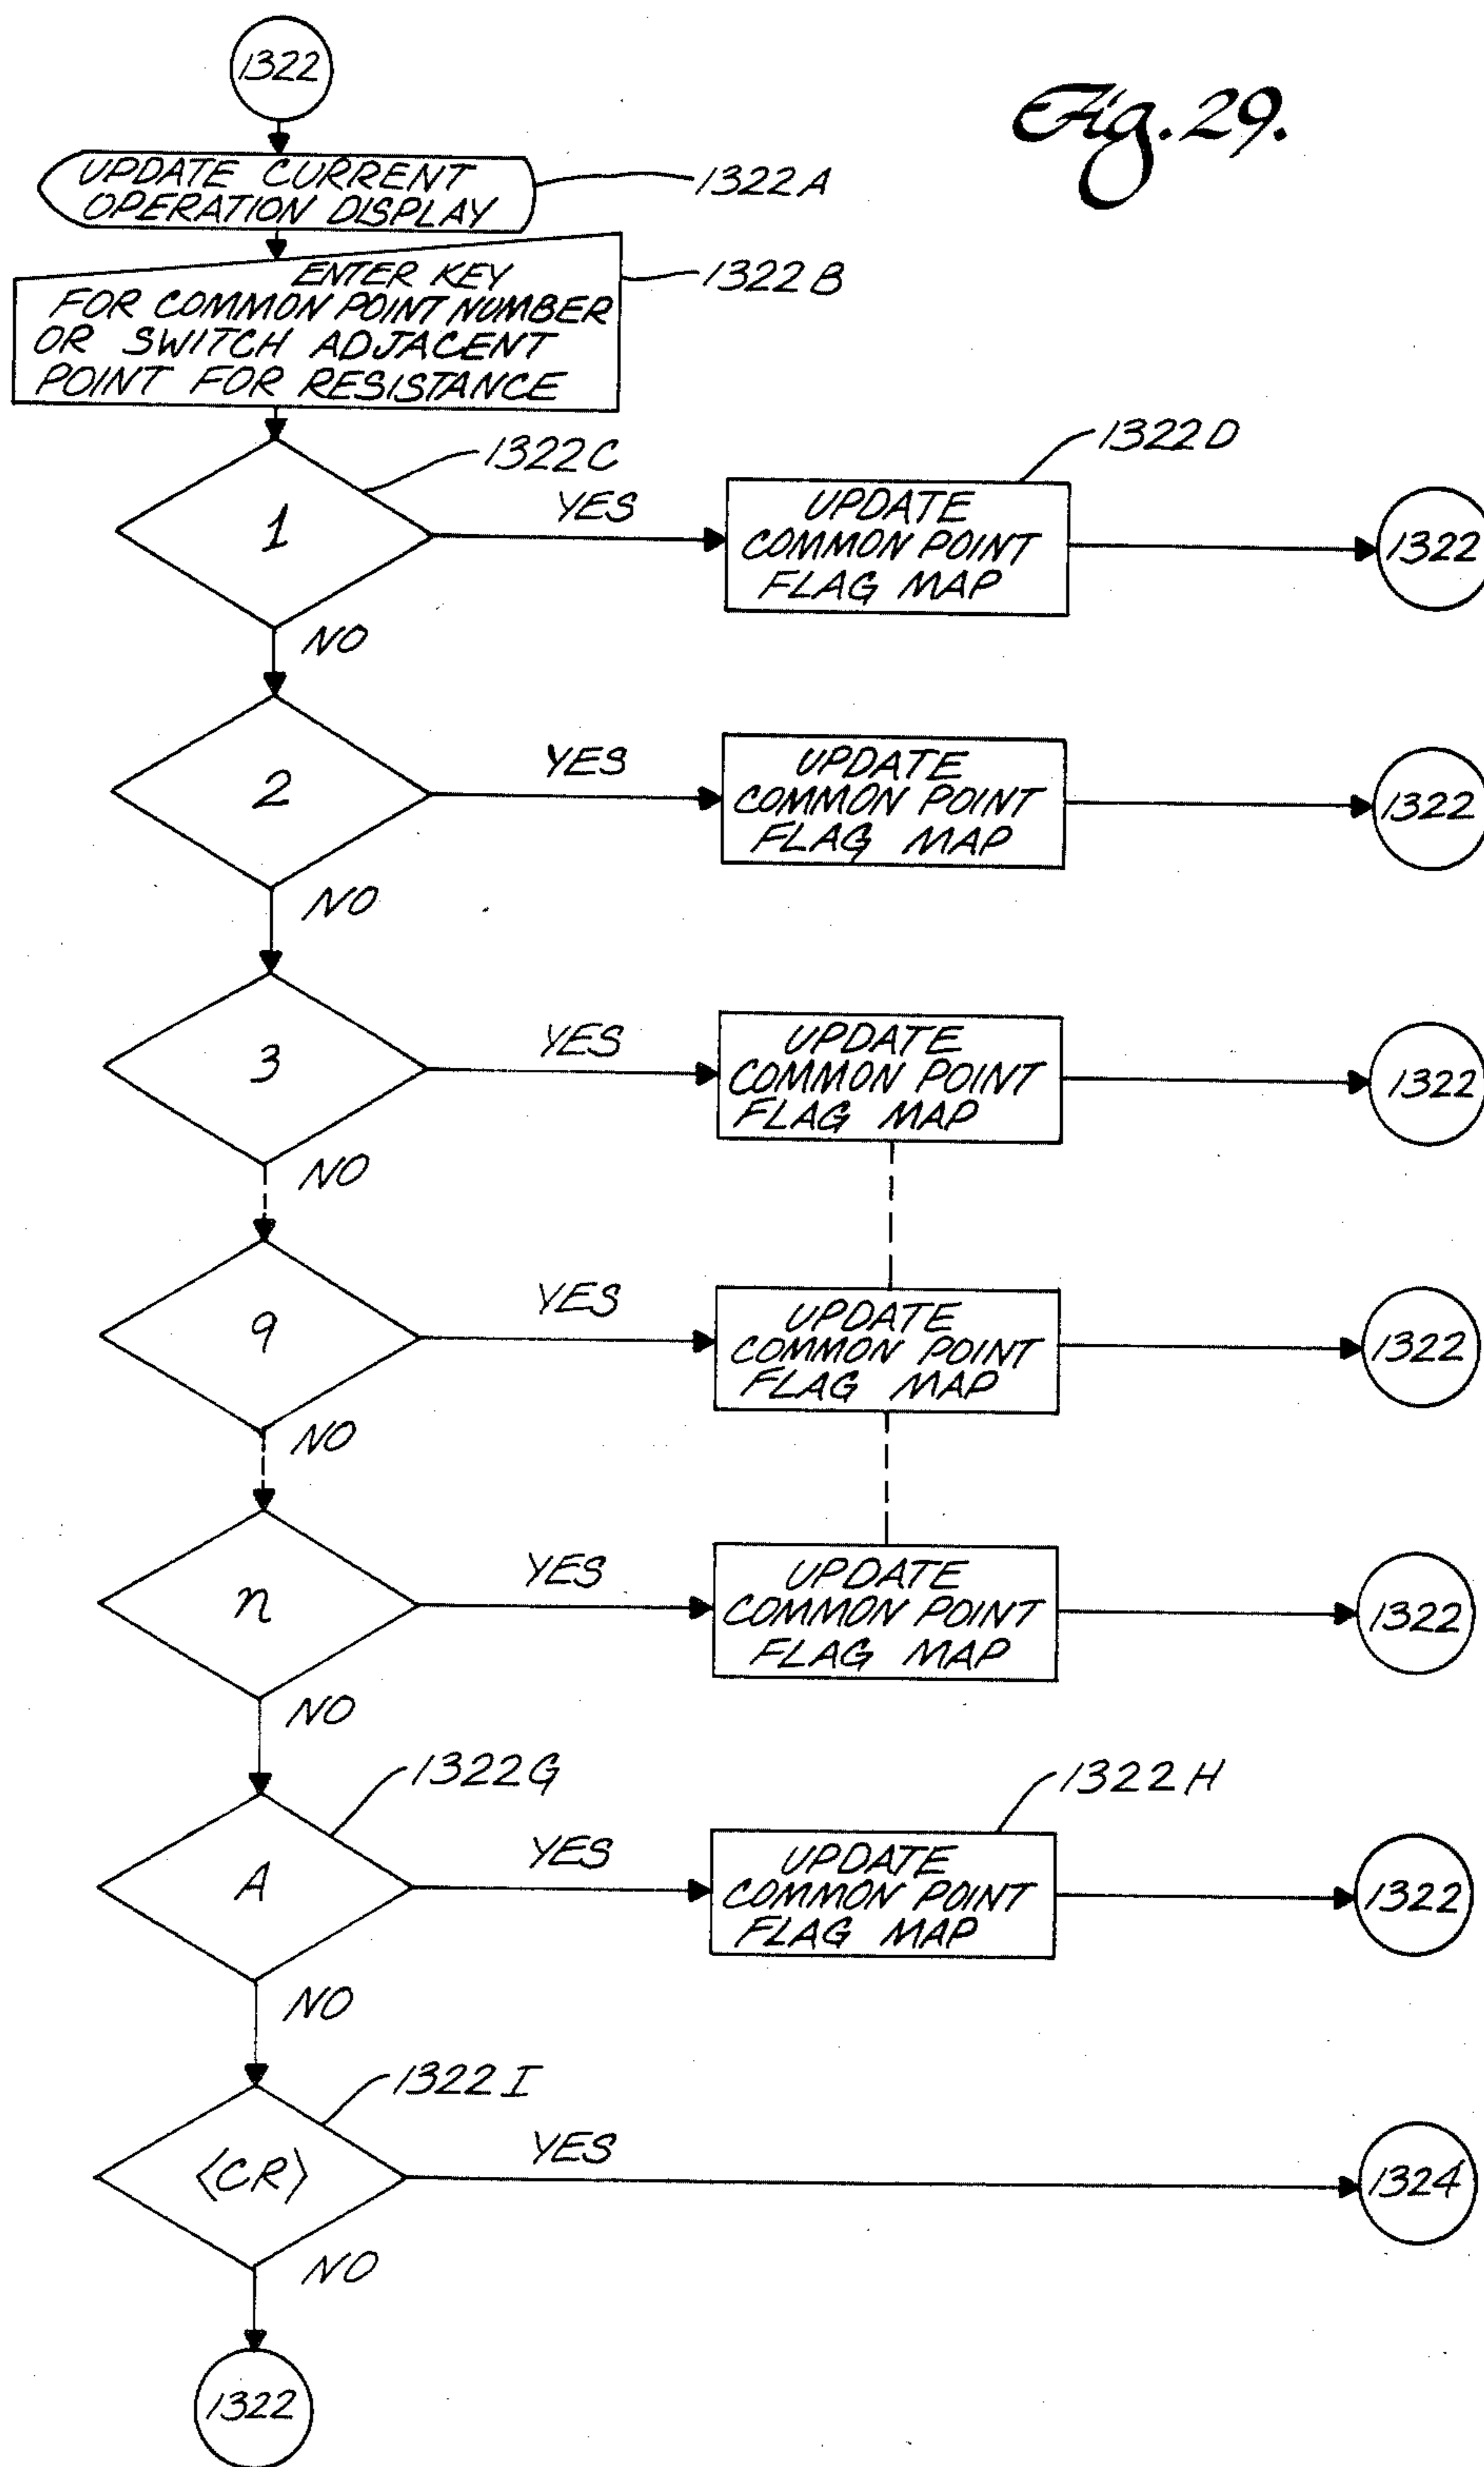 1322
Fig. 29.
UPDATE CURRENT
OPERATION DISPLAY
1322A
ENTER KEY
FOR COMMON POINT NUMBER
OR SWITCH ADJACENT
POINT FOR RESISTANCE
1322B
1322C
1
YES
1322D
UPDATE
COMMON POINT
FLAG MAP
1322
NO
2
YES
UPDATE
COMMON POINT
FLAG MAP
1322
NO
3
YES
UPDATE
COMMON POINT
FLAG MAP
1322
NO
9
YES
UPDATE
COMMON POINT
FLAG MAP
1322
NO
n
YES
UPDATE
COMMON POINT
FLAG MAP
1322
NO
1322G
A
YES
1322H
UPDATE
COMMON POINT
FLAG MAP
1322
NO
1322I
<CR>
YES
1324
NO
1322